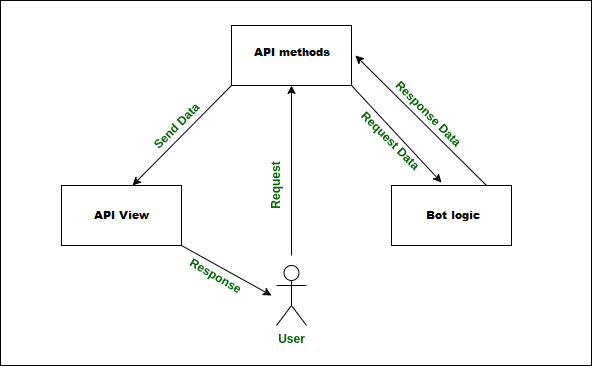 API methods
Send Data
Request
Request Data
Response Data
API View
Bot logic
Response
User